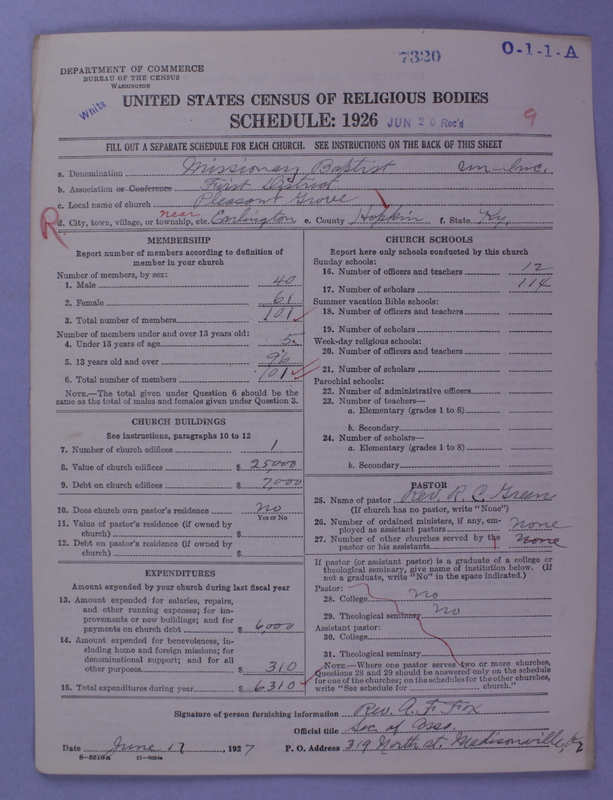 7320
O-1-1-A
DEPARTMENT OF COMMERCE
BUREAU OF THE CENSUS
WASHINGTON
White
UNITED STATES CENSUS OF RELIGIOUS BODIES
SCHEDULE: 1926 JUN 20 Rec'd
9
FILL OUT A SEPARATE SCHEDULE FOR EACH CHURCH. SEE INSTRUCTIONS ON THE BACK OF THIS SHEET
a. Denomination Missionary Baptist
b. Association or Conference First District
c. Local name of church Pleasant Grove
R
d. City, town, village, or township, etc. near Earlington e. County Hopkin f. State Ky.
MEMBERSHIP
Report number of members according to definition of
member in your church
Number of members, by sex:
1. Male 40
2. Female 61
3. Total number of members 101
Number of members under and over 13 years old:
4. Under 13 years of age 5
5. 13 years old and over 96
6. Total number of members 101
NOTE.—The total given under Question 6 should be the
same as the total of males and females given under Question 3.
CHURCH BUILDINGS
See instructions, paragraphs 10 to 12
7. Number of church edifices 1
8. Value of church edifices $ 25,000
9. Debt on church edifices $ 7,000
10. Does church own pastor's residence No
Yes or No
11. Value of pastor's residence (if owned by
church) $
12. Debt on pastor's residence (if owned by
church) $
EXPENDITURES
Amount expended by your church during last fiscal year
13. Amount expended for salaries, repairs,
and other running expenses; for im-
provements or new buildings; and for
payments on church debt $ 6,000
14. Amount expended for benevolences, in-
cluding home and foreign missions; for
denominational support; and for all
other purposes $ 310
15. Total expenditures during year $ 6310
CHURCH SCHOOLS
Report here only schools conducted by this church
Sunday schools:
16. Number of officers and teachers 12
17. Number of scholars 114
Summer vacation Bible schools:
18. Number of officers and teachers
19. Number of scholars
Week-day religious schools:
20. Number of officers and teachers
21. Number of scholars
Parochial schools:
22. Number of administrative officers
23. Number of teachers—
a. Elementary (grades 1 to 8)
b. Secondary
24. Number of scholars—
a. Elementary (grades 1 to 8)
b. Secondary
PASTOR
25. Name of pastor Rev. R. C. Greene
(If church has no pastor, write "None")
26. Number of ordained ministers, if any, em-
ployed as assistant pastors None
27. Number of other churches served by the
pastor or his assistants None
If pastor (or assistant pastor) is a graduate of a college or
theological seminary, give name of institution below. (If
not a graduate, write "No" in the space indicated.)
Pastor:
28. College No
29. Theological seminary No
Assistant pastor:
30. College
31. Theological seminary
NOTE.—Where one pastor serves two or more churches,
Questions 28 and 29 should be answered only on the schedule
for one of the churches; on the schedules for the other churches,
write "See schedule for church."
Signature of person furnishing information Rev. A. F. Fox
Official title Sec. of Asso.
Date June 17, 1927 P. O. Address 319 North st. Madisonville, Ky